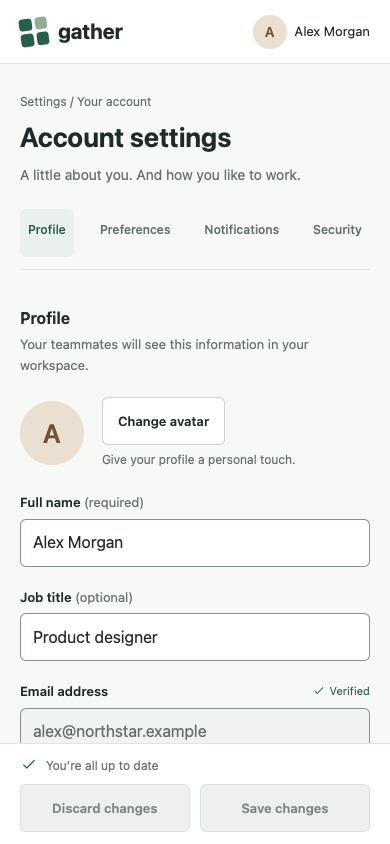 gather
A
Alex Morgan
Settings / Your account
Account settings
A little about you. And how you like to work.
Profile
Preferences
Notifications
Security
Profile
Your teammates will see this information in your
workspace.
A
Change avatar
Give your profile a personal touch.
Full name (required)
Alex Morgan
Job title (optional)
Product designer
Email address
Verified
alex@northstar.example
You're all up to date
Discard changes
Save changes